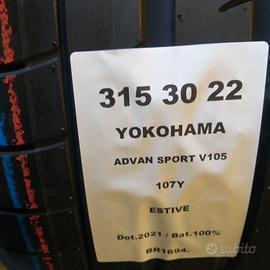 315 30 22
YOKOHAMA
ADVAN SPORT V105
107Y
ESTIVE
Dot.2021 / Bat.100%
BR1694.
subito